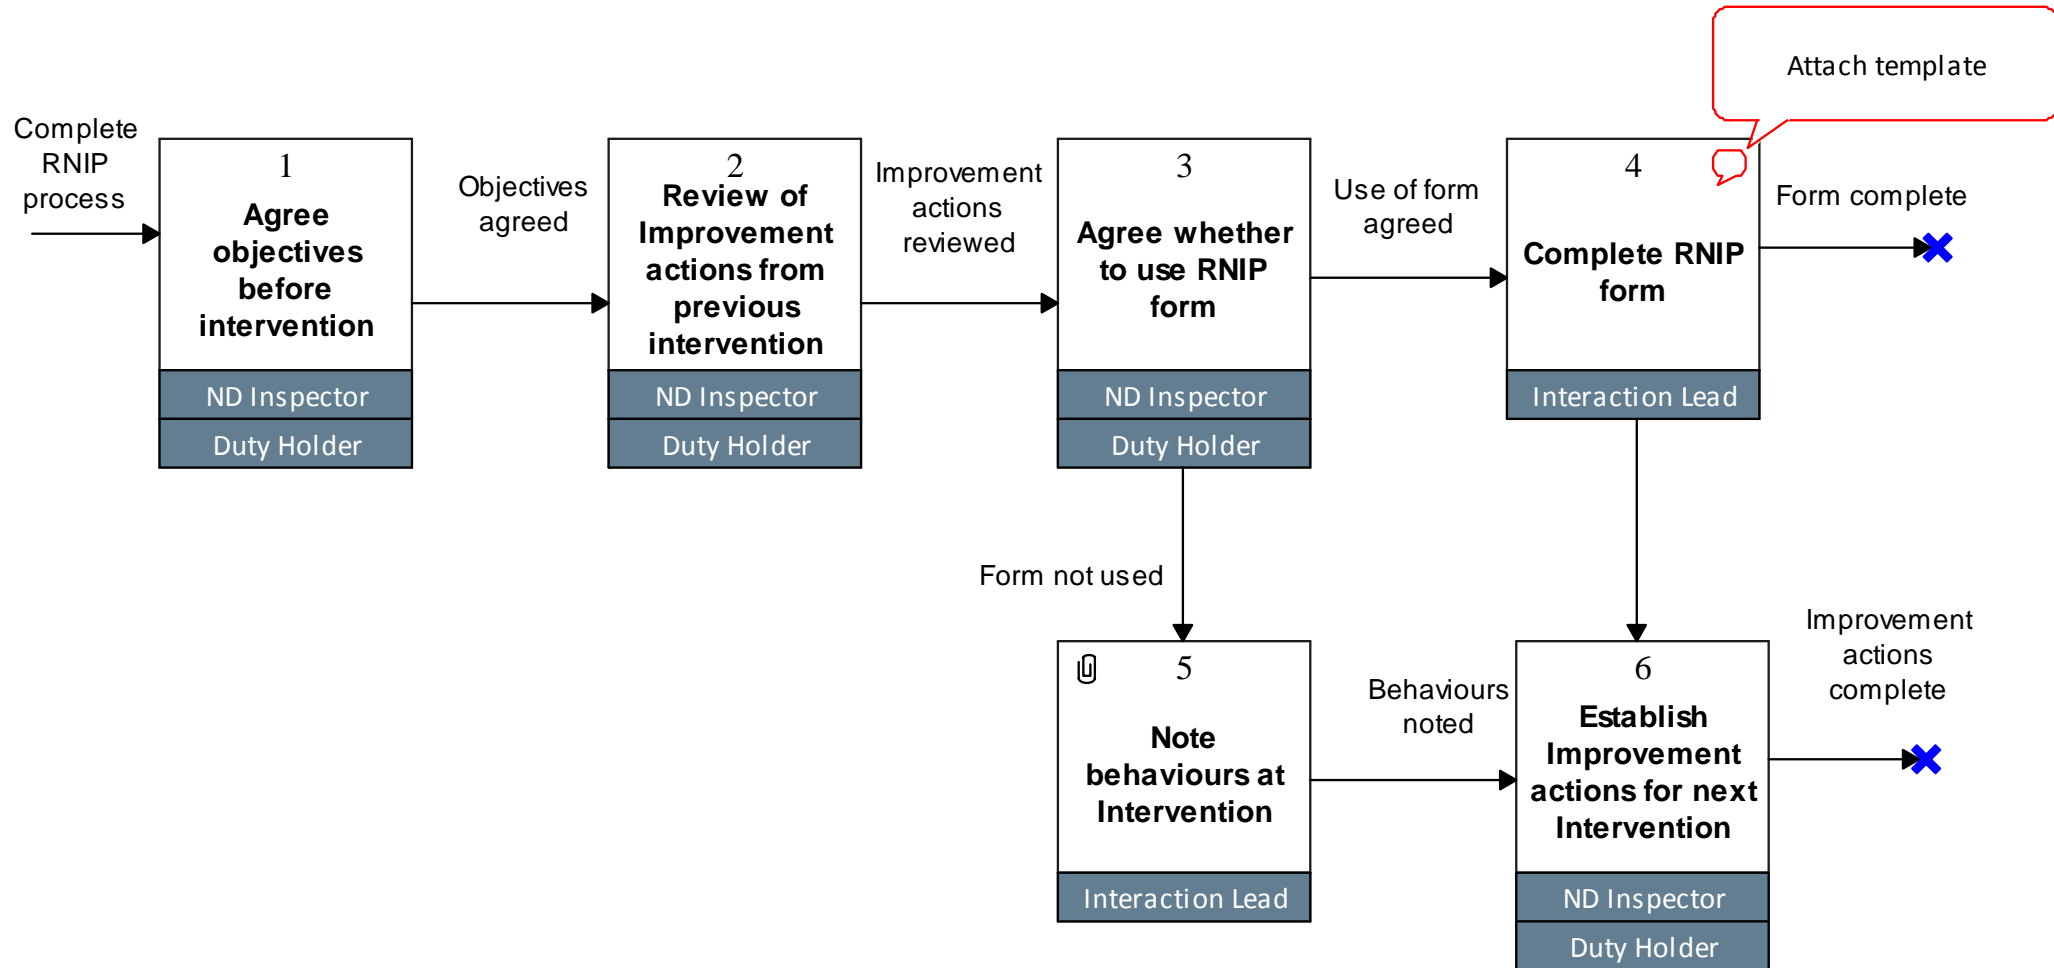 Attach template
Complete
RNIP
process
1
Agree
objectives
before
intervention
ND Inspector
Duty Holder
Objectives
agreed
2
Review of
Improvement
actions from
previous
intervention
ND Inspector
Duty Holder
Improvement
actions
reviewed
3
Agree whether
to use RNIP
form
ND Inspector
Duty Holder
Use of form
agreed
4
Complete RNIP
form
Interaction Lead
Form complete
Form not used
5
Note
behaviours at
Intervention
Interaction Lead
Behaviours
noted
6
Establish
Improvement
actions for next
Intervention
ND Inspector
Duty Holder
Improvement
actions
complete